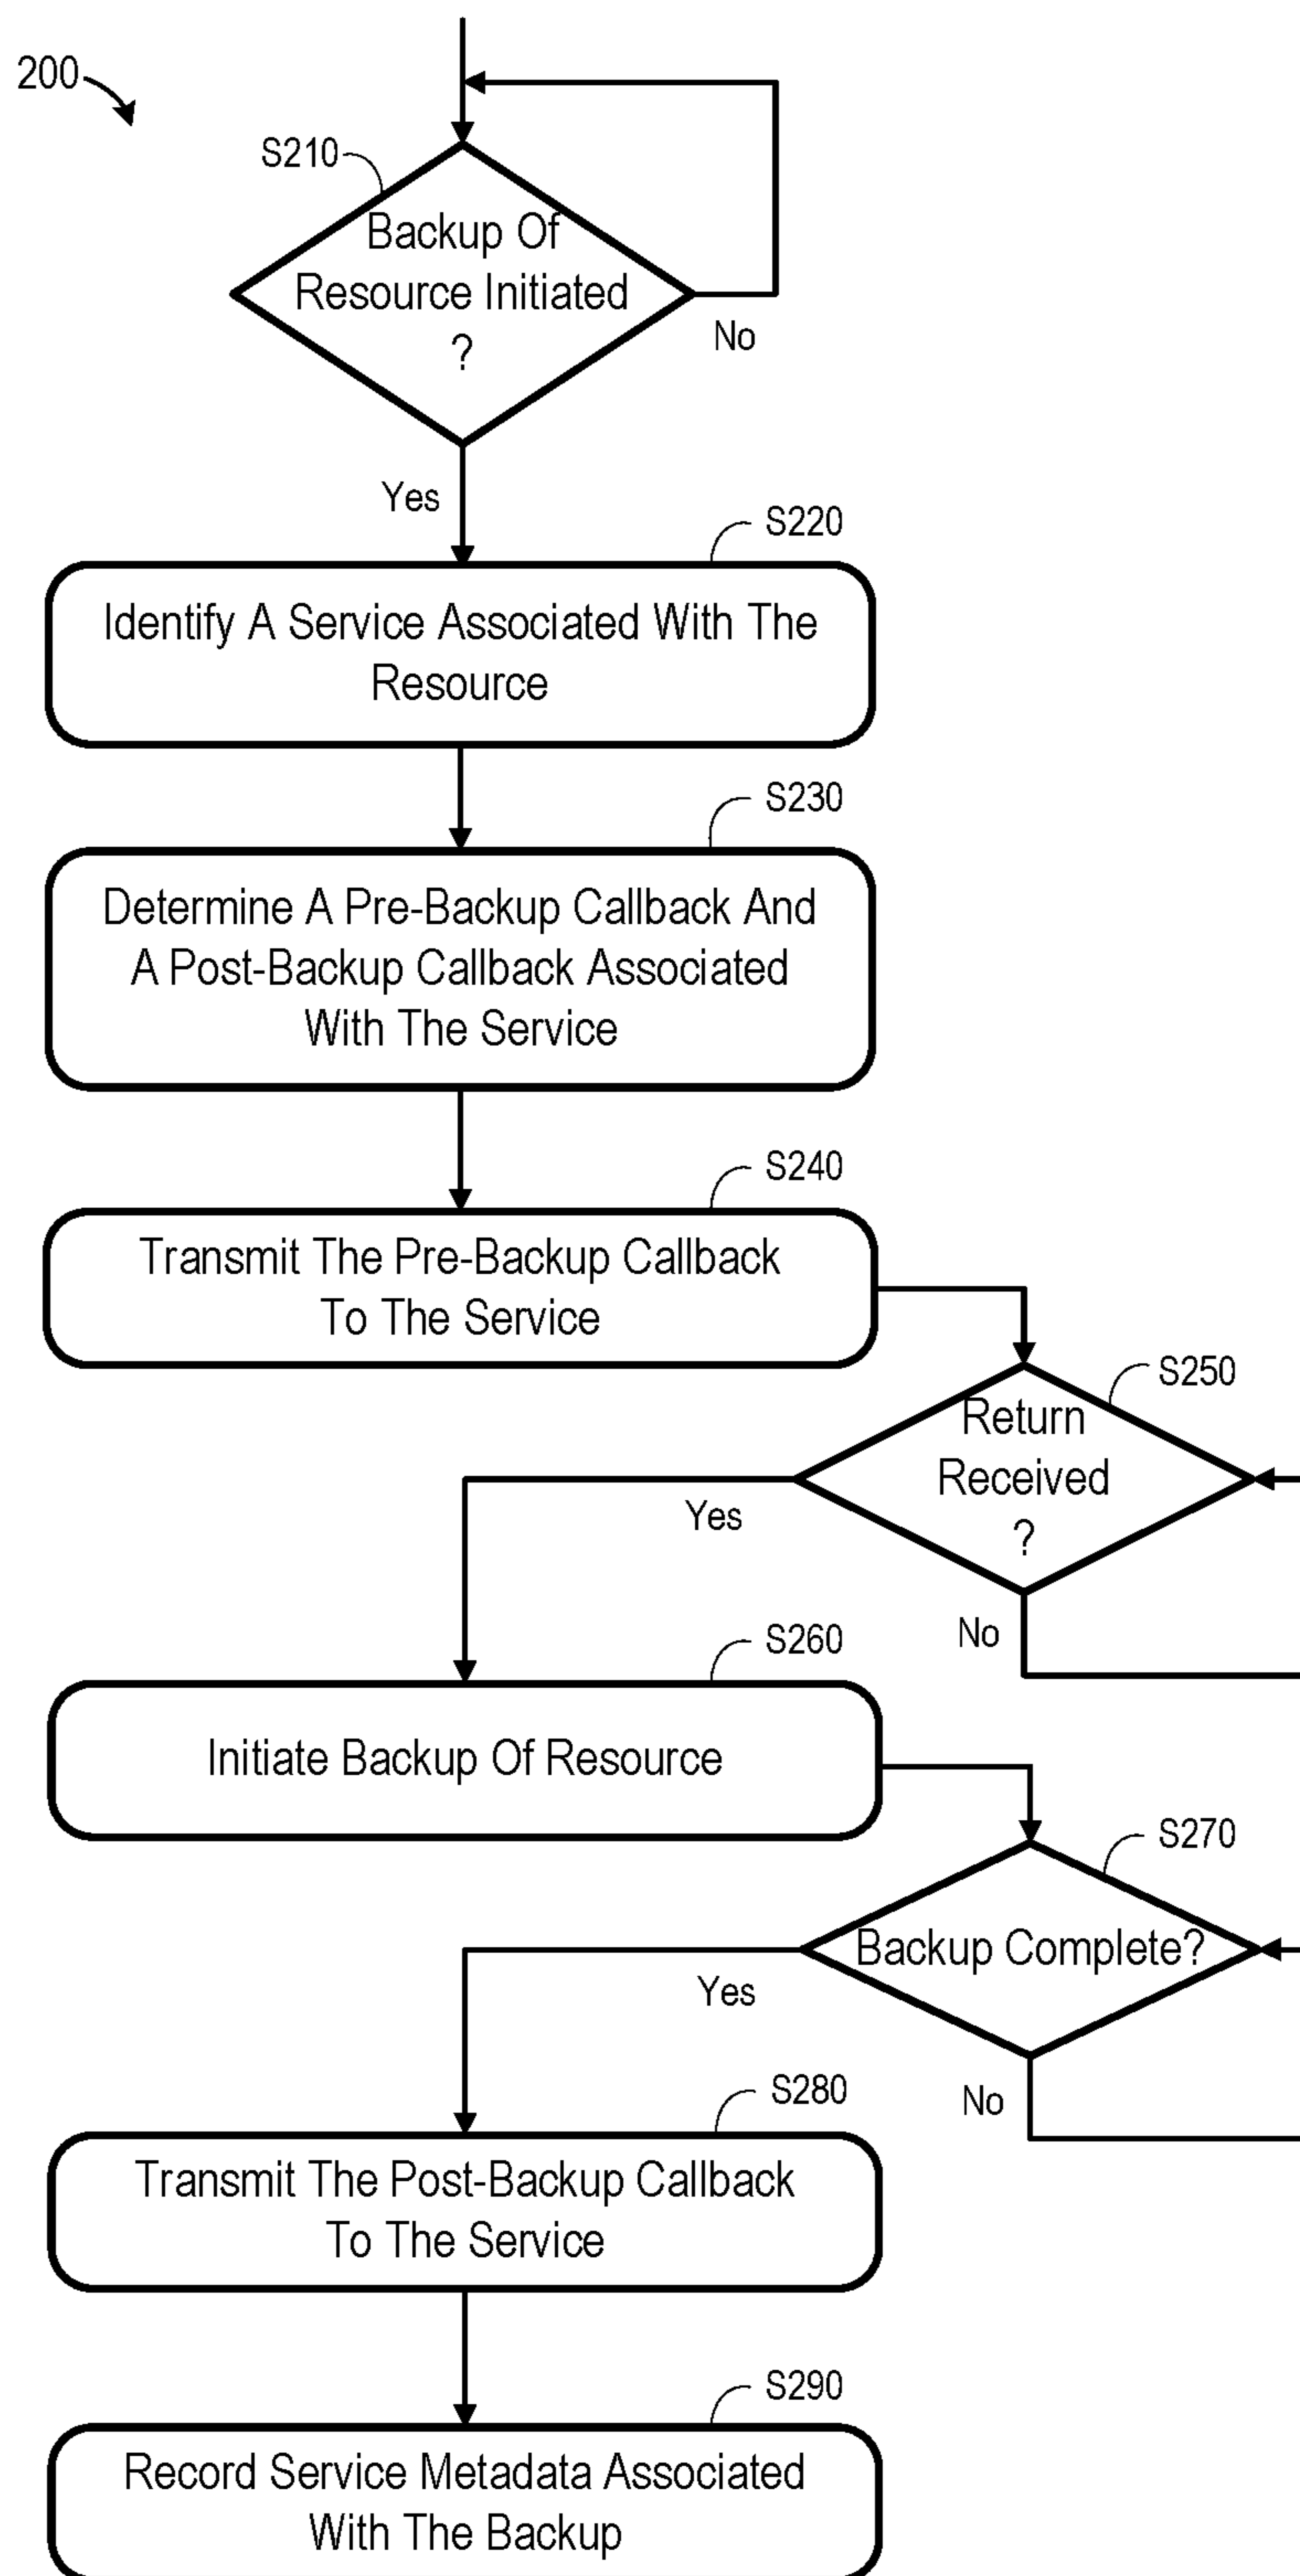 200
S210
Backup Of
Resource Initiated
?
No
Yes
S220
Identify A Service Associated With The
Resource
S230
Determine A Pre-Backup Callback And
A Post-Backup Callback Associated
With The Service
S240
Transmit The Pre-Backup Callback
To The Service
S250
Return
Received
?
Yes
No
S260
Initiate Backup Of Resource
S270
Backup Complete?
Yes
No
S280
Transmit The Post-Backup Callback
To The Service
S290
Record Service Metadata Associated
With The Backup